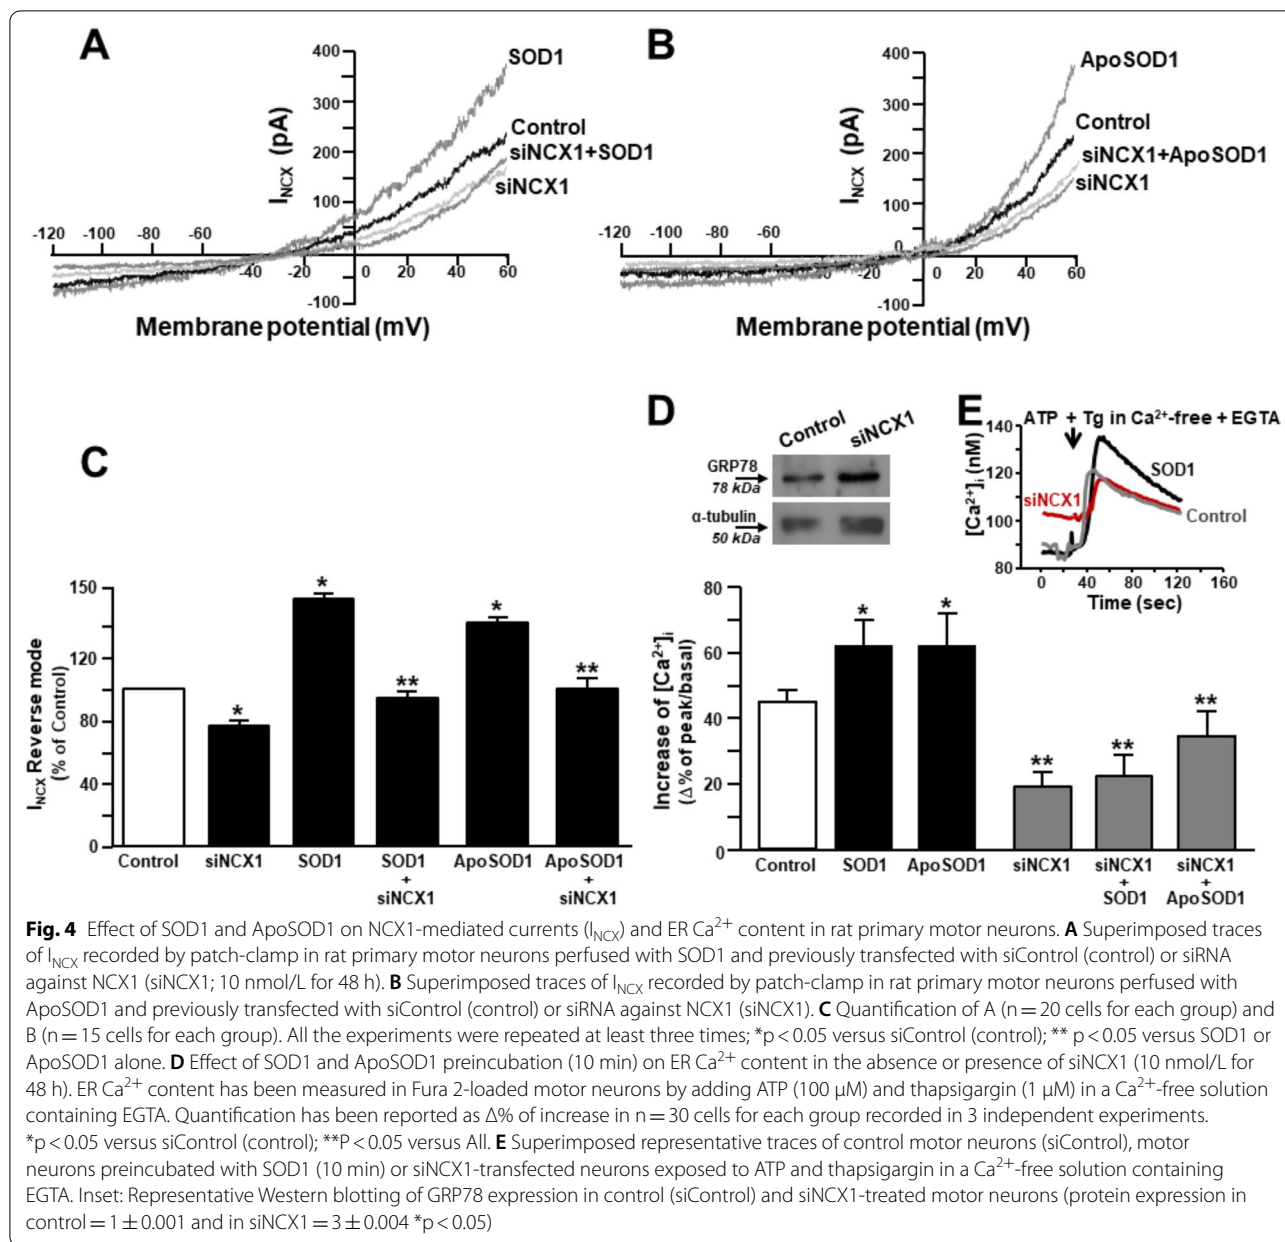 A
400
SOD1
300
I_NCX (pA)
200
Control
siNCX1+SOD1
siNCX1
100
-120 -100 -80 -60
-40 0 20 40 60
-100
Membrane potential (mV)
B
400
ApoSOD1
300
I_NCX (pA)
200
Control
siNCX1+ApoSOD1
siNCX1
100
0
-120 -100 -80 -60
-40 -20 0 20 40 60
-100
Membrane potential (mV)
C
150
120
80
40
0
I_NCX Reverse mode
(% of Control)
* * ** * **
Control siNCX1 SOD1 SOD1 + siNCX1 ApoSOD1 ApoSOD1 + siNCX1
D
Control siNCX1
GRP78
78 kDa
α-tubulin
50 kDa
80
60
40
20
0
Increase of [Ca²⁺]ᵢ
(Δ % of peak/basal)
* * ** ** **
Control SOD1 ApoSOD1 siNCX1 siNCX1 + SOD1 siNCX1 + ApoSOD1
E
ATP + Tg in Ca²⁺-free + EGTA
140
120
100
80
[Ca²⁺]ᵢ (nM)
SOD1
siNCX1
Control
0 40 80 120 160
Time (sec)
Fig. 4 Effect of SOD1 and ApoSOD1 on NCX1-mediated currents (I_NCX) and ER Ca²⁺ content in rat primary motor neurons. A Superimposed traces
of I_NCX recorded by patch-clamp in rat primary motor neurons perfused with SOD1 and previously transfected with siControl (control) or siRNA
against NCX1 (siNCX1; 10 nmol/L for 48 h). B Superimposed traces of I_NCX recorded by patch-clamp in rat primary motor neurons perfused with
ApoSOD1 and previously transfected with siControl (control) or siRNA against NCX1 (siNCX1). C Quantification of A (n = 20 cells for each group) and
B (n = 15 cells for each group). All the experiments were repeated at least three times; *p < 0.05 versus siControl (control); ** p < 0.05 versus SOD1 or
ApoSOD1 alone. D Effect of SOD1 and ApoSOD1 preincubation (10 min) on ER Ca²⁺ content in the absence or presence of siNCX1 (10 nmol/L for
48 h). ER Ca²⁺ content has been measured in Fura 2-loaded motor neurons by adding ATP (100 µM) and thapsigargin (1 µM) in a Ca²⁺-free solution
containing EGTA. Quantification has been reported as Δ% of increase in n = 30 cells for each group recorded in 3 independent experiments.
*p < 0.05 versus siControl (control); **P < 0.05 versus All. E Superimposed representative traces of control motor neurons (siControl), motor
neurons preincubated with SOD1 (10 min) or siNCX1-transfected neurons exposed to ATP and thapsigargin in a Ca²⁺-free solution containing
EGTA. Inset: Representative Western blotting of GRP78 expression in control (siControl) and siNCX1-treated motor neurons (protein expression in
control = 1 ± 0.001 and in siNCX1 = 3 ± 0.004 *p < 0.05)